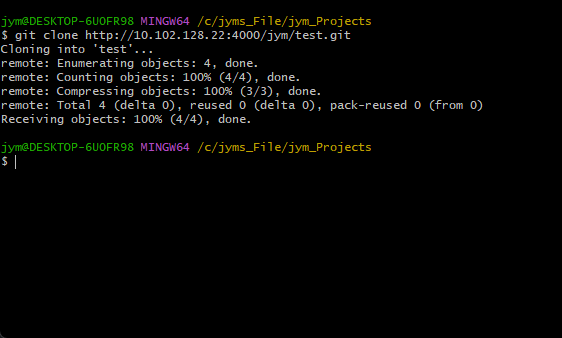 jym@DESKTOP-6UOFR98 MINGW64 /c/jyms_File/jym_Projects
$ git clone http://10.102.128.22:4000/jym/test.git
Cloning into 'test'...
remote: Enumerating objects: 4, done.
remote: Counting objects: 100% (4/4), done.
remote: Compressing objects: 100% (3/3), done.
remote: Total 4 (delta 0), reused 0 (delta 0), pack-reused 0 (from 0)
Receiving objects: 100% (4/4), done.
jym@DESKTOP-6UOFR98 MINGW64 /c/jyms_File/jym_Projects
$